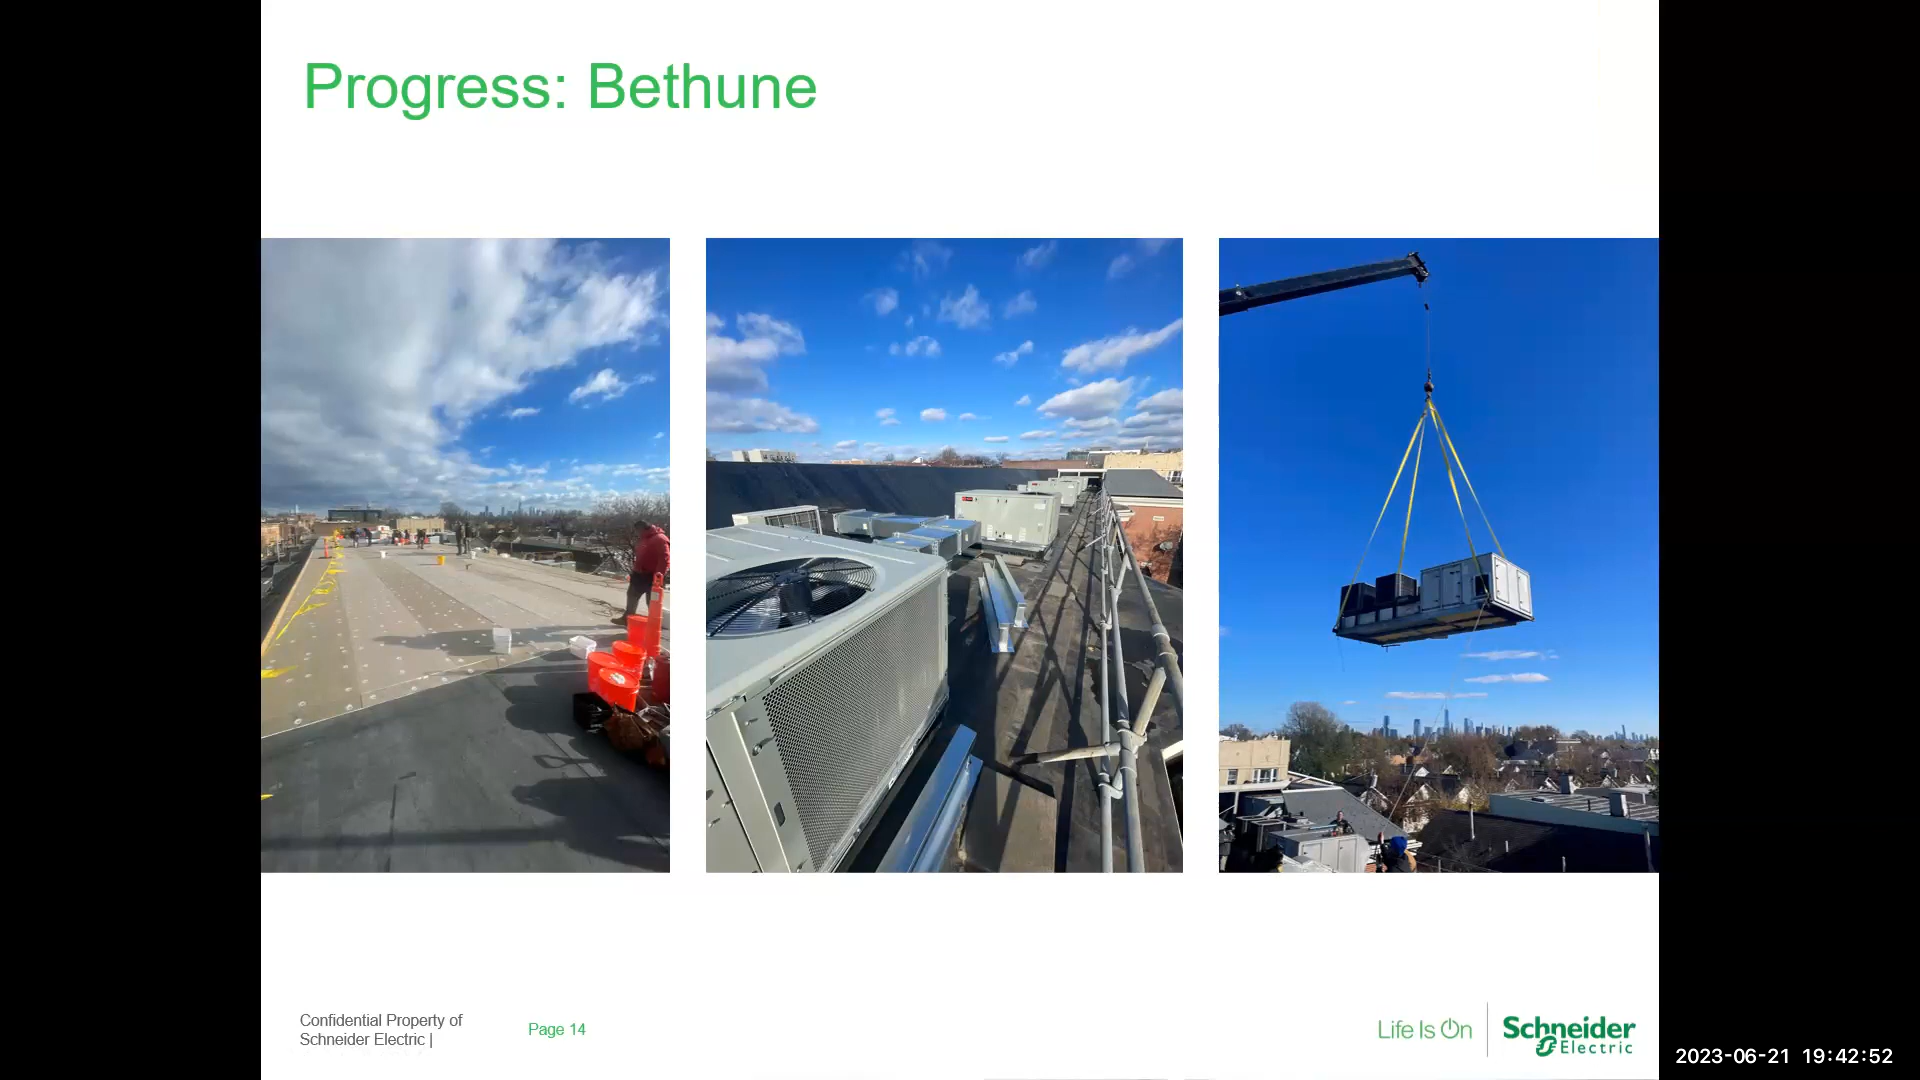 Progress: Bethune
Confidential Property of
Schneider Electric |
Page 14
Life Is On
Schneider
Electric
2023-06-21 19:42:52